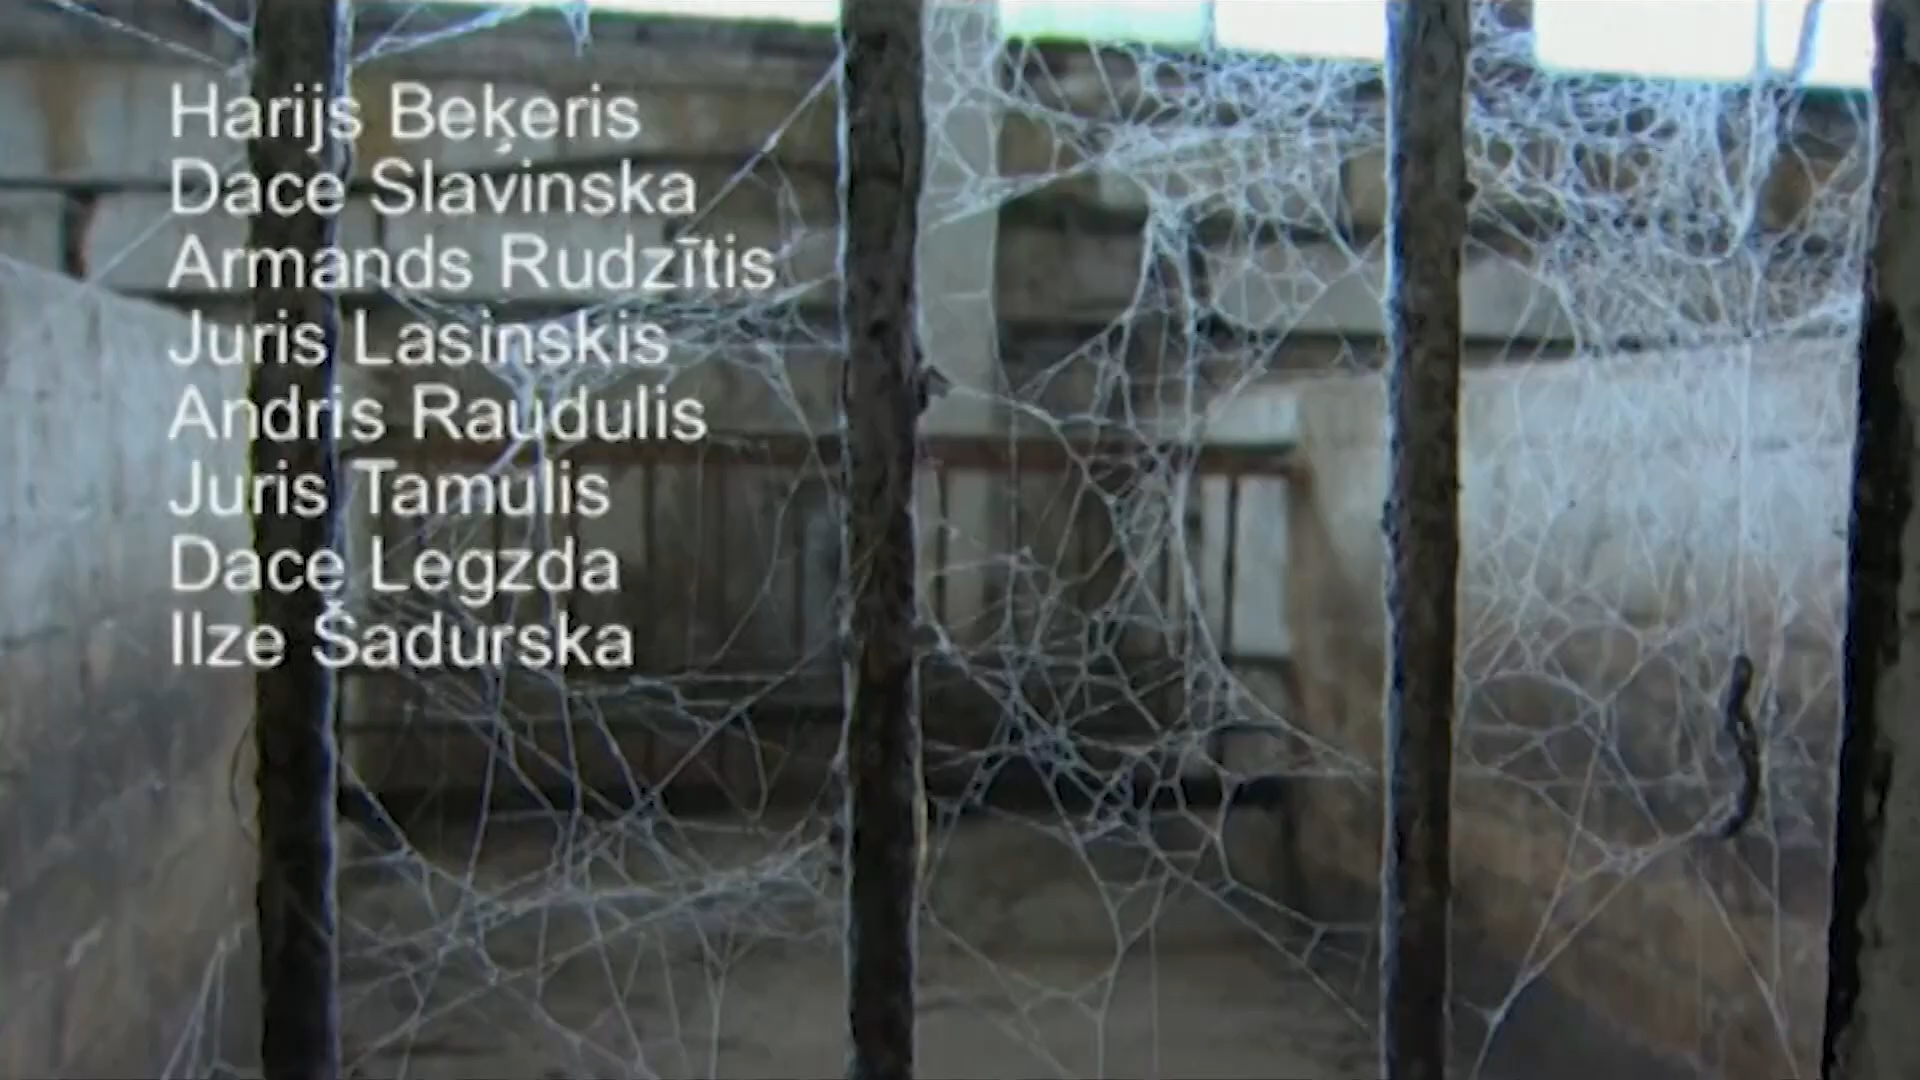 Harijs Beķeris
Dace Slavinska
Armands Rudzītis
Juris Lasinskis
Andris Raudulis
Juris Tamulis
Dace Legzda
Ilze Šadurska